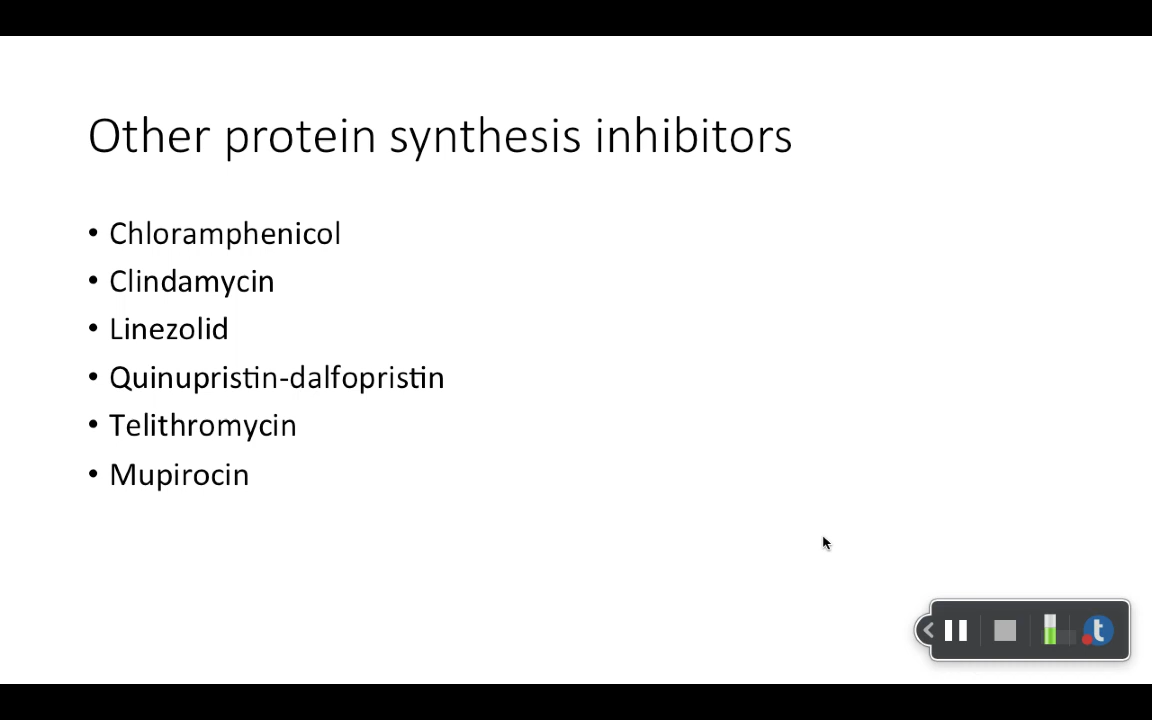 Other protein synthesis inhibitors
• Chloramphenicol
• Clindamycin
• Linezolid
• Quinupristin-dalfopristin
• Telithromycin
• Mupirocin
t